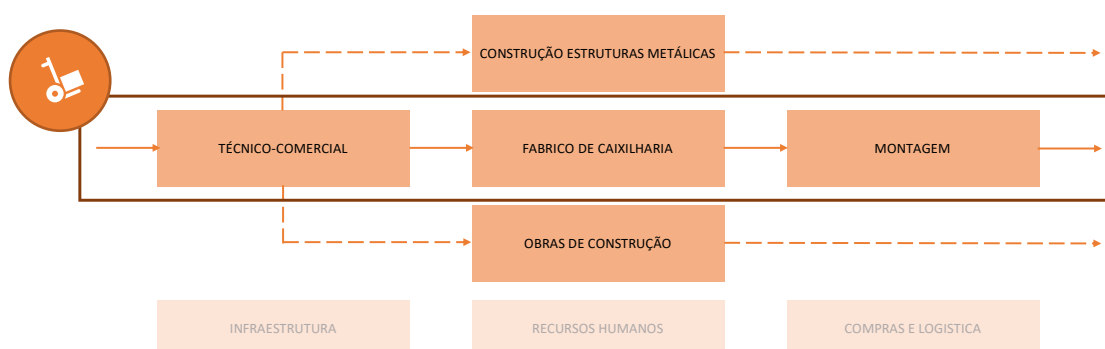 CONSTRUÇÃO ESTRUTURAS METÁLICAS
TÉCNICO-COMERCIAL
FABRICO DE CAIXILHARIA
MONTAGEM
OBRAS DE CONSTRUÇÃO
INFRAESTRUTURA
RECURSOS HUMANOS
COMPRAS E LOGISTICA